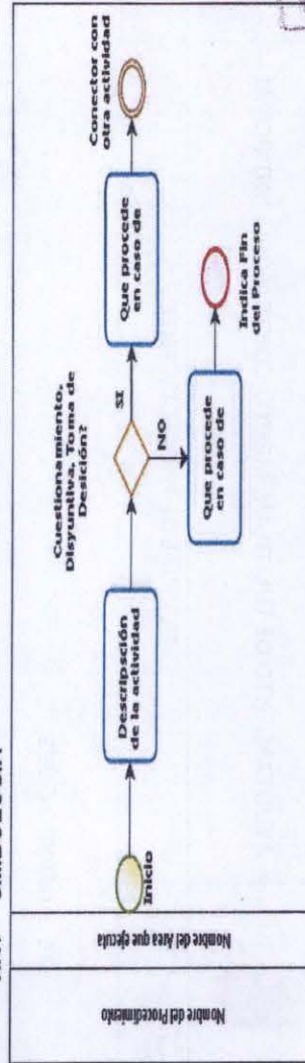 Nombre del Procedimiento
Nombre del Area que ejecuta
Inicio
Descripsción
de la actividad
Cuestionamiento.
Disyuntiva. Toma de
Desición?
SI
NO
Que procede
en caso de
Conector con
otra actividad
Que procede
en caso de
Indica Fin
del Proceso